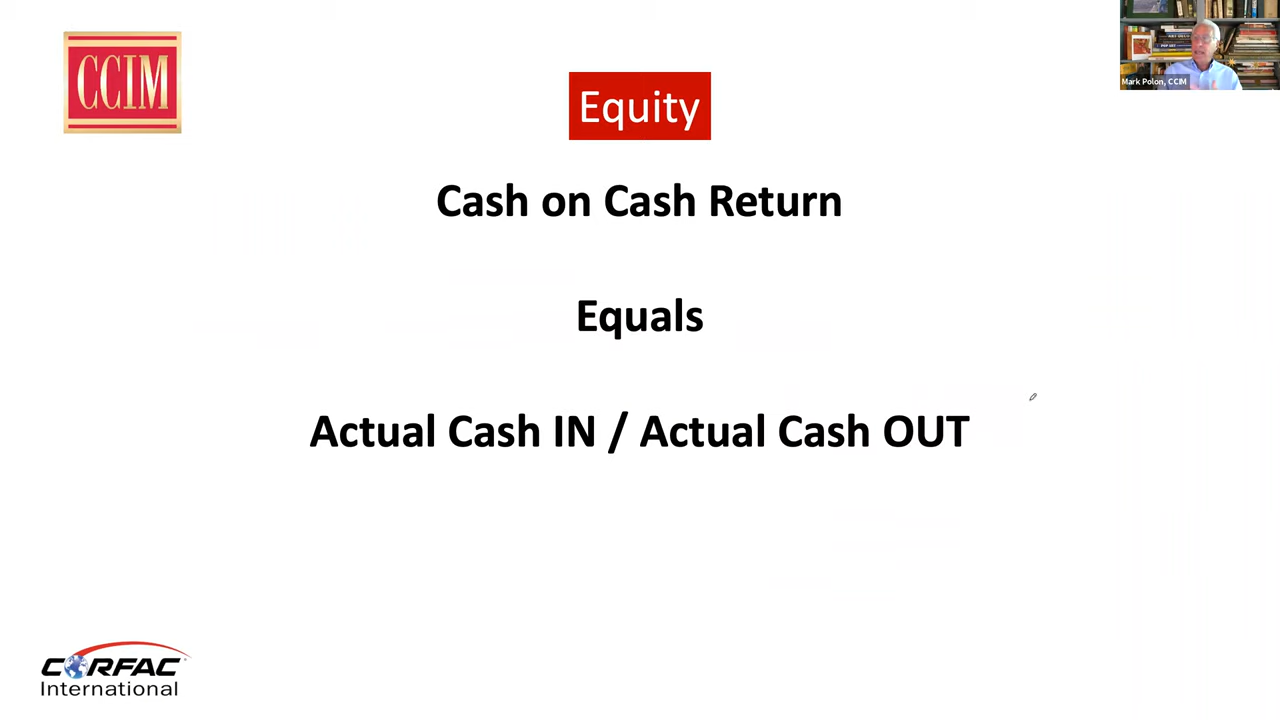 CCIM
Equity
Mark Polon, CCIM
Cash on Cash Return
Equals
Actual Cash IN / Actual Cash OUT
CORFAC
International